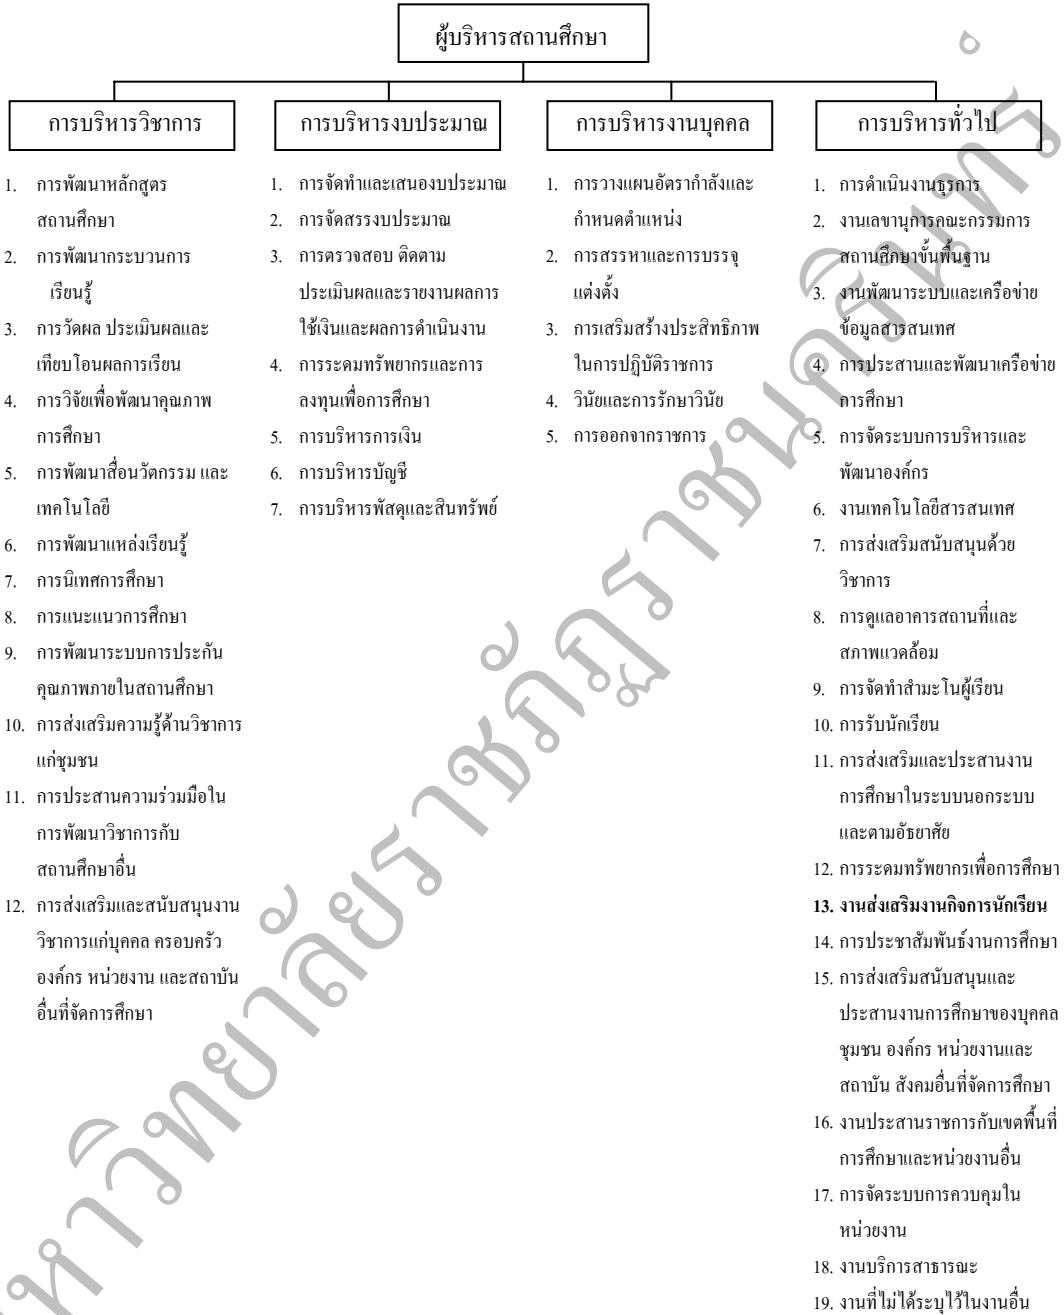 ผู้บริหารสถานศึกษา
การบริหารวิชาการ
1. การพัฒนาหลักสูตร
สถานศึกษา
2. การพัฒนากระบวนการ
เรียนรู้
3. การวัดผล ประเมินผลและ
เทียบโอนผลการเรียน
4. การวิจัยเพื่อพัฒนาคุณภาพ
การศึกษา
5. การพัฒนาสื่อนวัตกรรม และ
เทคโนโลยี
6. การพัฒนาแหล่งเรียนรู้
7. การนิเทศการศึกษา
8. การแนะแนวการศึกษา
9. การพัฒนาระบบการประกัน
คุณภาพภายในสถานศึกษา
10. การส่งเสริมความรู้ด้านวิชาการ
แก่ชุมชน
11. การประสานความร่วมมือใน
การพัฒนาวิชาการกับ
สถานศึกษาอื่น
12. การส่งเสริมและสนับสนุนงาน
วิชาการแก่บุคคล ครอบครัว
องค์กร หน่วยงาน และสถาบัน
อื่นที่จัดการศึกษา
การบริหารงบประมาณ
1. การจัดทำและเสนองบประมาณ
2. การจัดสรรงบประมาณ
3. การตรวจสอบ ติดตาม
ประเมินผลและรายงานผลการ
ใช้เงินและผลการดำเนินงาน
4. การระดมทรัพยากรและการ
ลงทุนเพื่อการศึกษา
5. การบริหารการเงิน
6. การบริหารบัญชี
7. การบริหารพัสดุและสินทรัพย์
การบริหารงานบุคคล
1. การวางแผนอัตรากำลังและ
กำหนดตำแหน่ง
2. การสรรหาและการบรรจุ
แต่งตั้ง
3. การเสริมสร้างประสิทธิภาพ
ในการปฏิบัติราชการ
4. วินัยและการรักษาวินัย
5. การออกจากราชการ
การบริหารทั่วไป
1. การดำเนินงานธุรการ
2. งานเลขานุการคณะกรรมการ
สถานศึกษาขั้นพื้นฐาน
3. งานพัฒนาระบบและเครือข่าย
ข้อมูลสารสนเทศ
4. การประสานและพัฒนาเครือข่าย
การศึกษา
5. การจัดระบบการบริหารและ
พัฒนาองค์กร
6. งานเทคโนโลยีสารสนเทศ
7. การส่งเสริมสนับสนุนด้วย
วิชาการ
8. การดูแลอาคารสถานที่และ
สภาพแวดล้อม
9. การจัดทำสำมะโนผู้เรียน
10. การรับนักเรียน
11. การส่งเสริมและประสานงาน
การศึกษาในระบบนอกระบบ
และตามอัธยาศัย
12. การระดมทรัพยากรเพื่อการศึกษา
13. งานส่งเสริมงานกิจการนักเรียน
14. การประชาสัมพันธ์งานการศึกษา
15. การส่งเสริมสนับสนุนและ
ประสานงานการศึกษาของบุคคล
ชุมชน องค์กร หน่วยงานและ
สถาบัน สังคมอื่นที่จัดการศึกษา
16. งานประสานราชการกับเขตพื้นที่
การศึกษาและหน่วยงานอื่น
17. การจัดระบบการควบคุมใน
หน่วยงาน
18. งานบริการสาธารณะ
19. งานที่ไม่ได้ระบุไว้ในงานอื่น
หาวิทยาลัยราชภัฏราชนครินทร์